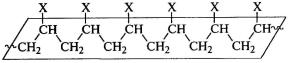 X X X X X X
CH CH CH CH CH CH
CH₂ CH₂ CH₂ CH₂ CH₂ CH₂